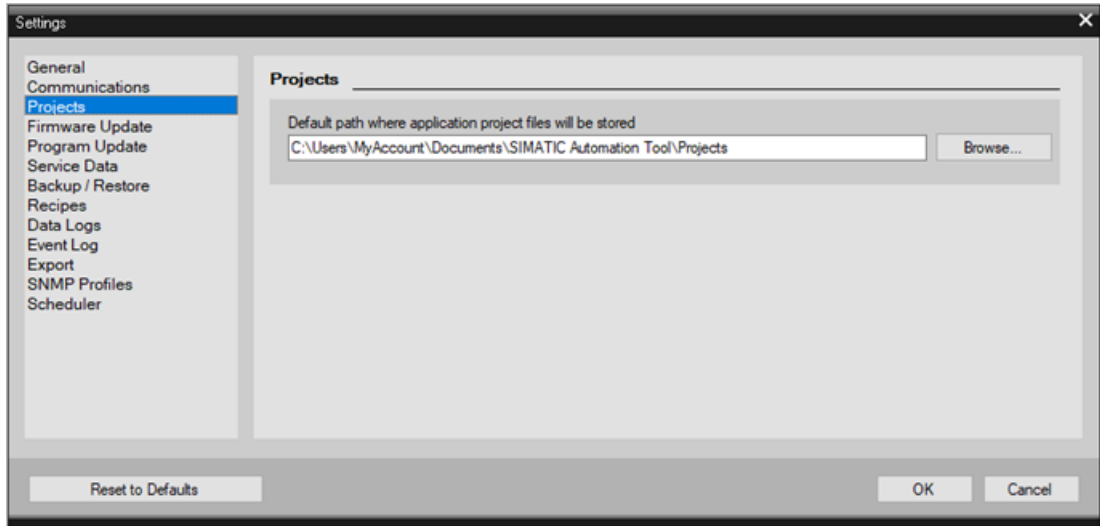 Settings
General
Communications
Projects
Firmware Update
Program Update
Service Data
Backup / Restore
Recipes
Data Logs
Event Log
Export
SNMP Profiles
Scheduler
Projects
Default path where application project files will be stored
C:\Users\MyAccount\Documents\SIMATIC Automation Tool\Projects
Browse...
Reset to Defaults
OK
Cancel